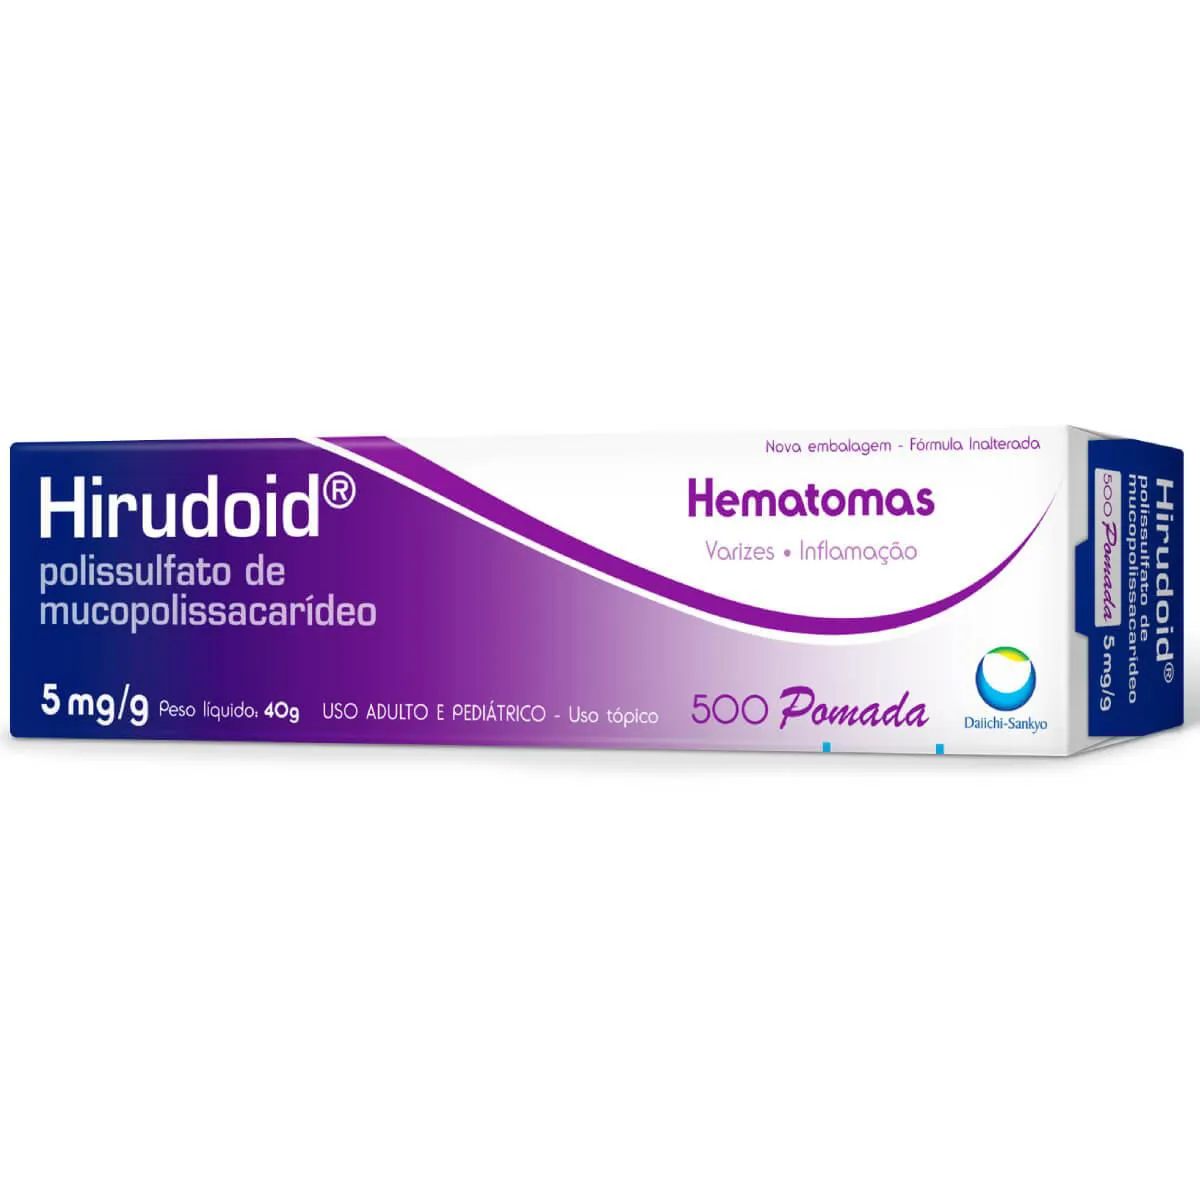 Nova embalagem - Fórmula Inalterada
Hirudoid®
polissulfato de
mucopolissacarídeo
Hematomas
Varizes • Inflamação
5 mg/g Peso líquido: 40g USO ADULTO E PEDIÁTRICO - Uso tópico
500 Pomada
Daiichi-Sankyo
Hirudoid®
polissulfato de
mucopolissacarídeo
500 Pomada 5 mg/g